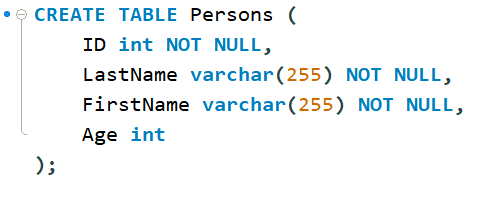 CREATE TABLE Persons (
    ID int NOT NULL,
    LastName varchar(255) NOT NULL,
    FirstName varchar(255) NOT NULL,
    Age int
);